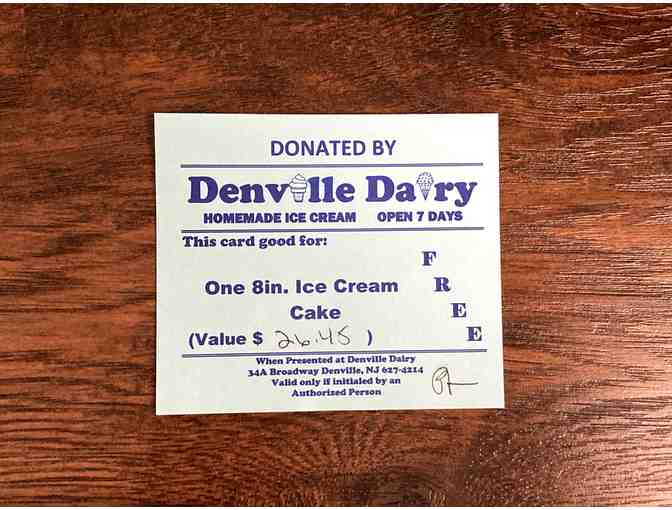 DONATED BY
Denville Dairy
HOMEMADE ICE CREAM OPEN 7 DAYS
This card good for:
One 8in. Ice Cream
Cake
FREE
(Value $ 26.45 )
When Presented at Denville Dairy
34A Broadway Denville, NJ 627-4214
Valid only if initialed by an
Authorized Person